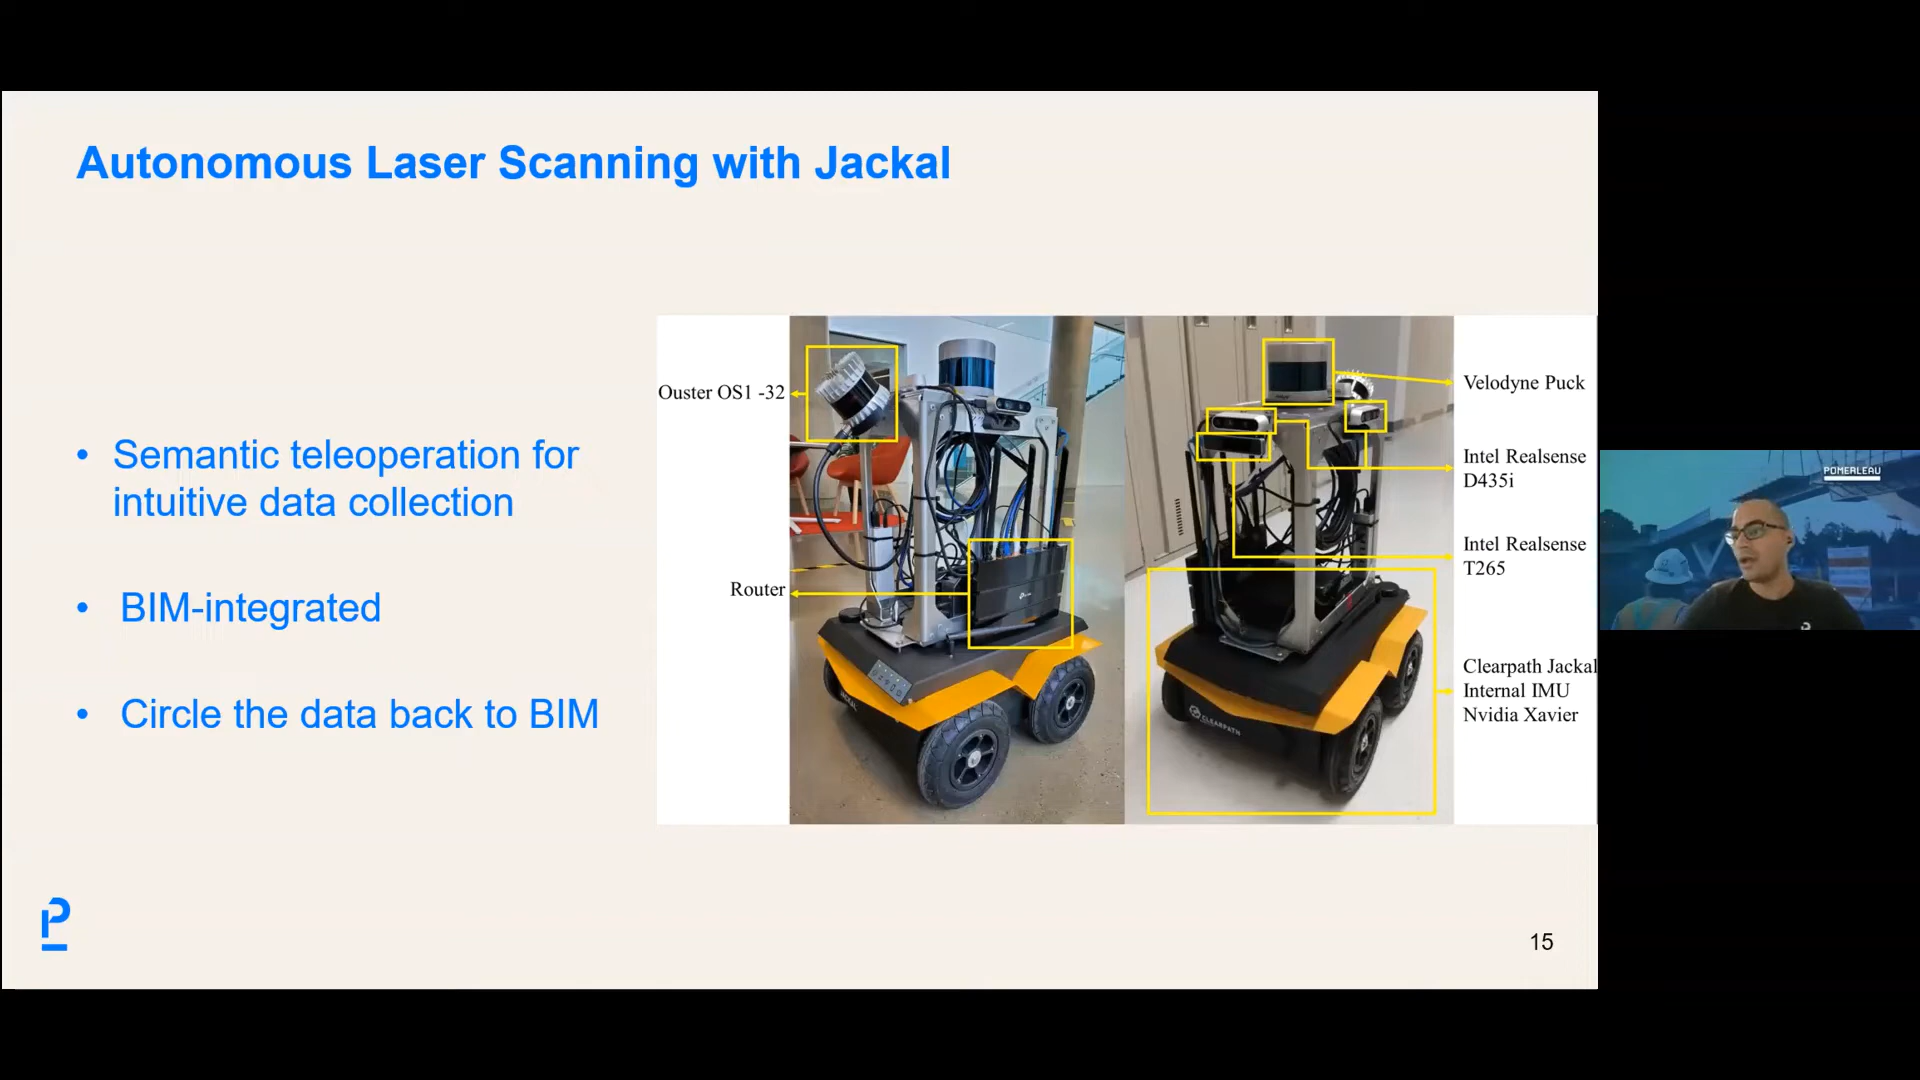 Autonomous Laser Scanning with Jackal
• Semantic teleoperation for
intuitive data collection
• BIM-integrated
• Circle the data back to BIM
Ouster OS1 -32
Router
Velodyne Puck
Intel Realsense
D435i
Intel Realsense
T265
Clearpath Jackal
Internal IMU
Nvidia Xavier
JACKAL
CLEARPATH
15
POMERLEAU